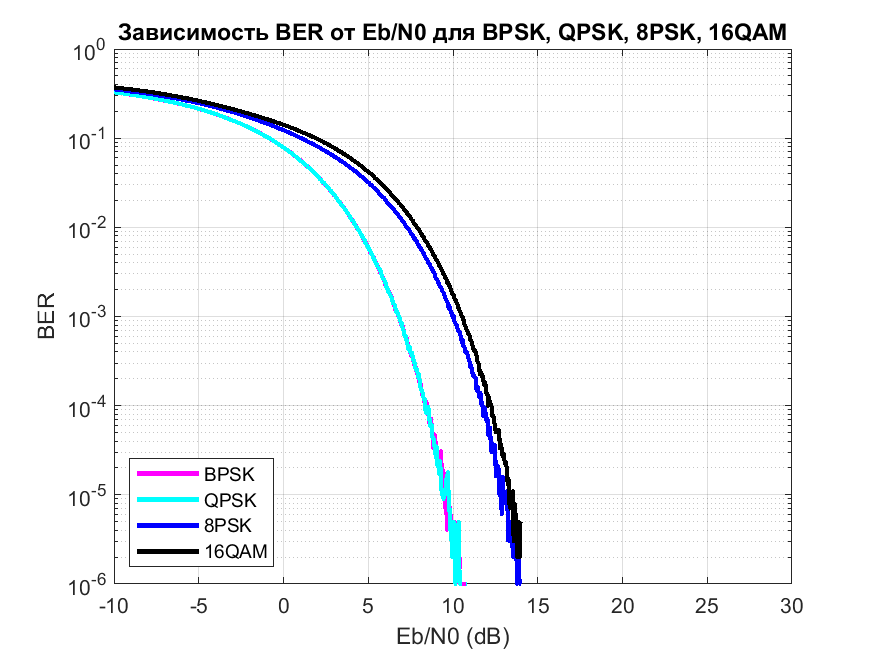 Зависимость BER от Eb/N0 для BPSK, QPSK, 8PSK, 16QAM
10^0
10^-1
10^-2
10^-3
10^-4
10^-5
10^-6
BER
BPSK
QPSK
8PSK
16QAM
-10 -5 0 5 10 15 20 25 30
Eb/N0 (dB)